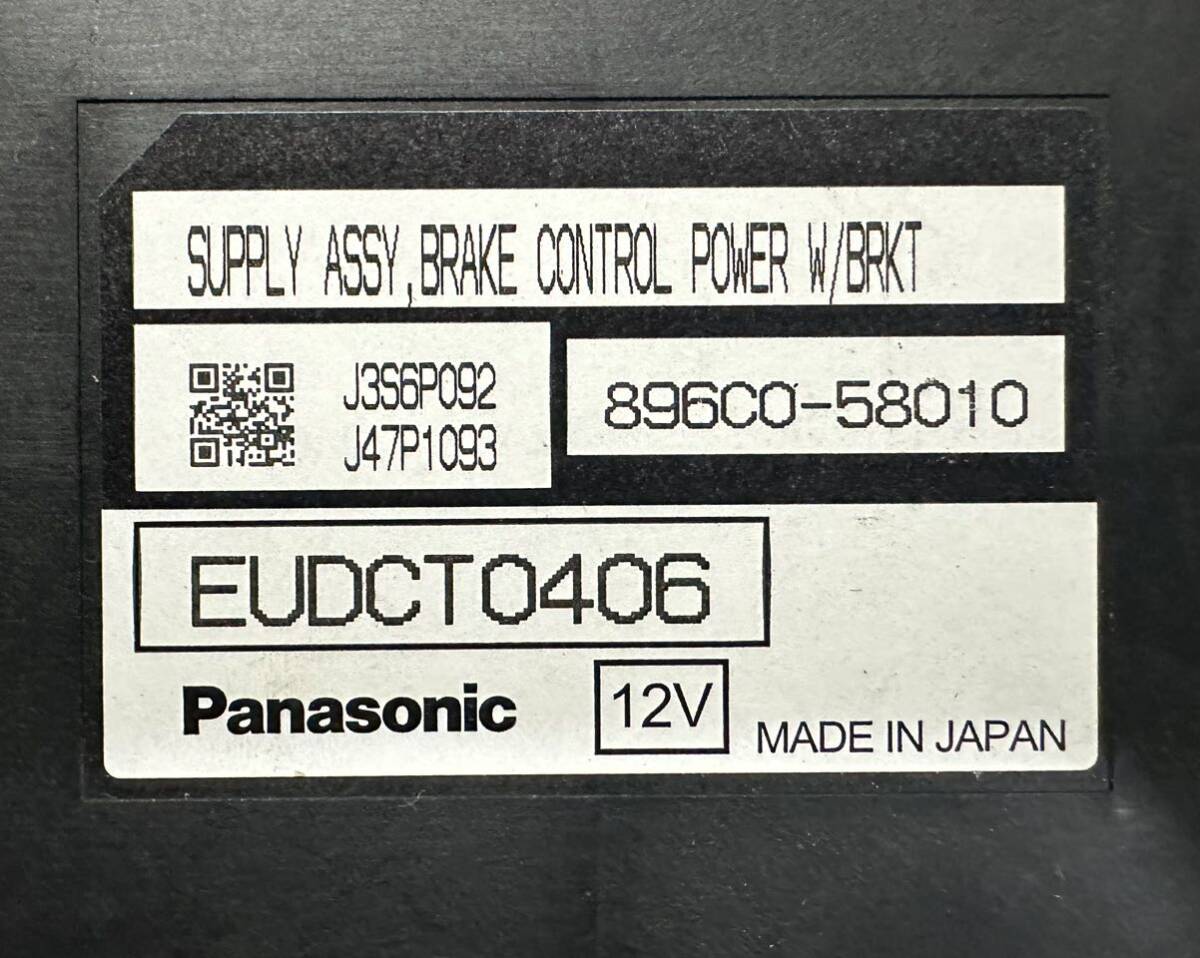 SUPPLY ASSY,BRAKE CONTROL POWER W/BRKT
J3S6P092
J47P1093
896C0-58010
EUDCT0406
Panasonic
12V
MADE IN JAPAN